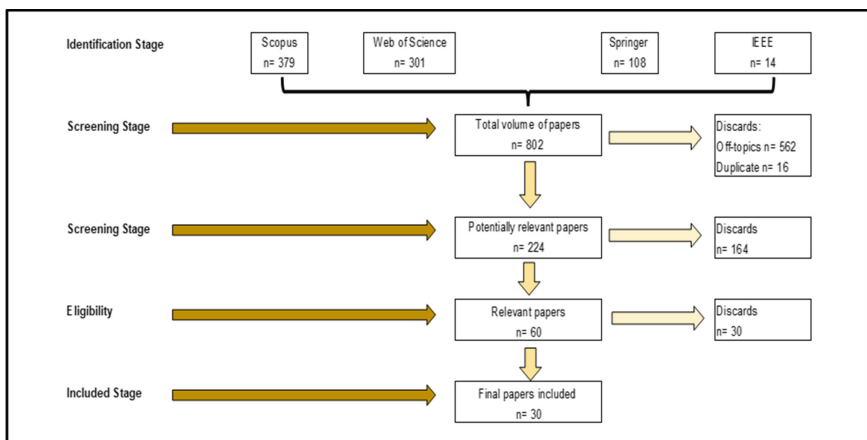 Identification Stage
Scopus
n= 379
Web of Science
n= 301
Springer
n= 108
IEEE
n= 14
Screening Stage
Total volume of papers
n= 802
Discards:
Off-topics n= 562
Duplicate n= 16
Screening Stage
Potentially relevant papers
n= 224
Discards
n= 164
Eligibility
Relevant papers
n= 60
Discards
n= 30
Included Stage
Final papers included
n= 30